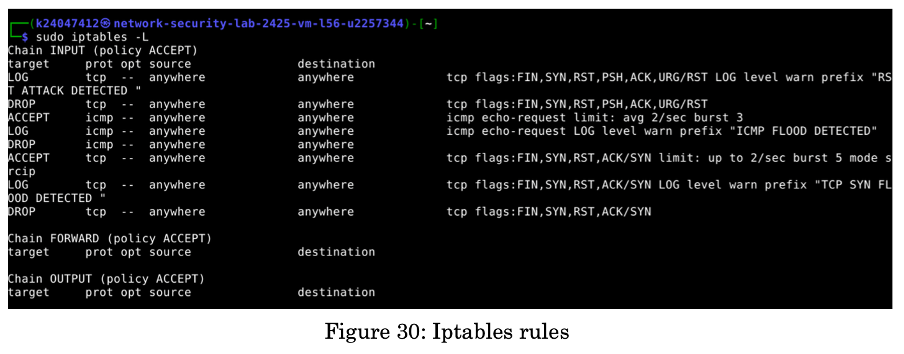 ┌──(k24047412㉿network-security-lab-2425-vm-l56-u2257344)-[~]
└─$ sudo iptables -L
Chain INPUT (policy ACCEPT)
target     prot opt source               destination
LOG        tcp  --  anywhere             anywhere             tcp flags:FIN,SYN,RST,PSH,ACK,URG/RST LOG level warn prefix "RS
T ATTACK DETECTED "
DROP       tcp  --  anywhere             anywhere             tcp flags:FIN,SYN,RST,PSH,ACK,URG/RST
ACCEPT     icmp --  anywhere             anywhere             icmp echo-request limit: avg 2/sec burst 3
LOG        icmp --  anywhere             anywhere             icmp echo-request LOG level warn prefix "ICMP FLOOD DETECTED"
DROP       icmp --  anywhere             anywhere
ACCEPT     tcp  --  anywhere             anywhere             tcp flags:FIN,SYN,RST,ACK/SYN limit: up to 2/sec burst 5 mode s
rcip
LOG        tcp  --  anywhere             anywhere             tcp flags:FIN,SYN,RST,ACK/SYN LOG level warn prefix "TCP SYN FL
OOD DETECTED "
DROP       tcp  --  anywhere             anywhere             tcp flags:FIN,SYN,RST,ACK/SYN

Chain FORWARD (policy ACCEPT)
target     prot opt source               destination

Chain OUTPUT (policy ACCEPT)
target     prot opt source               destination
Figure 30: Iptables rules